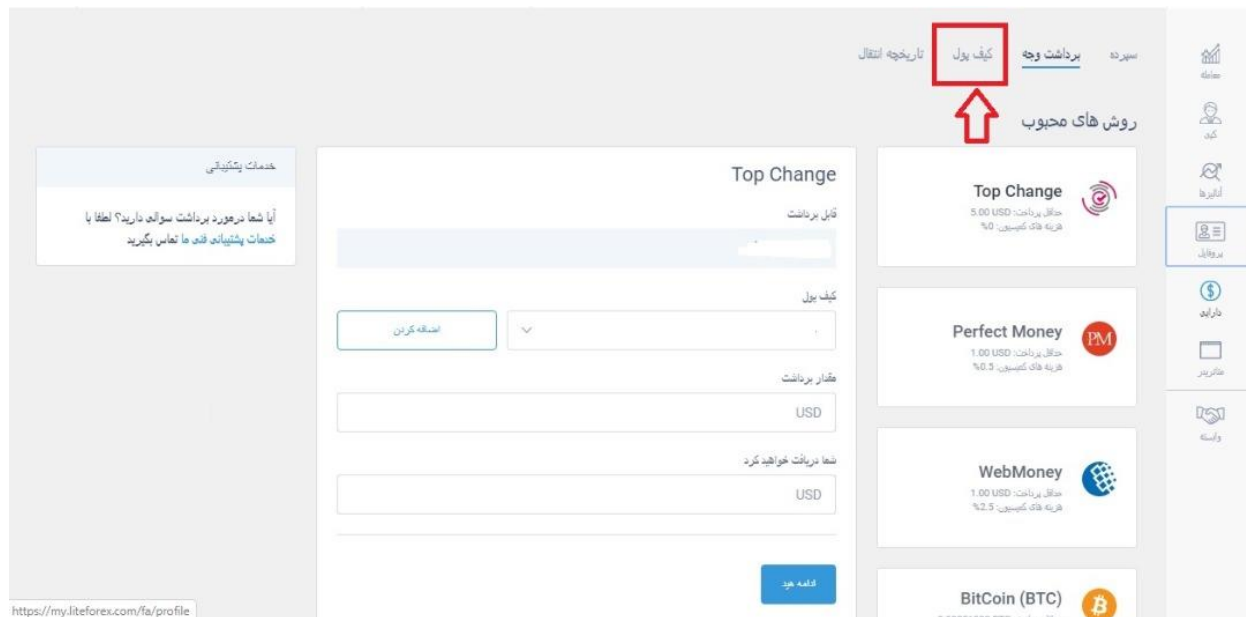 سپرده
برداشت وجه
کیف پول
تاریخچه انتقال
روش های محبوب
معامله
کپی
آنالیزها
پروفایل
دارایی
متاتریدر
وابسته
Top Change
حداقل پرداخت: 5.00 USD
هزینه های کمیسیون: 0%
Perfect Money
حداقل پرداخت: 1.00 USD
هزینه های کمیسیون: 0.5%
WebMoney
حداقل پرداخت: 1.00 USD
هزینه های کمیسیون: 2.5%
BitCoin (BTC)
Top Change
قابل برداشت
کیف پول
اضافه کردن
مقدار برداشت
USD
شما دریافت خواهید کرد
USD
ادامه هید
خدمات پشتیبانی
آیا شما درمورد برداشت سوالی دارید؟ لطفا با
خدمات پشتیبانی فنی ما تماس بگیرید
https://my.liteforex.com/fa/profile